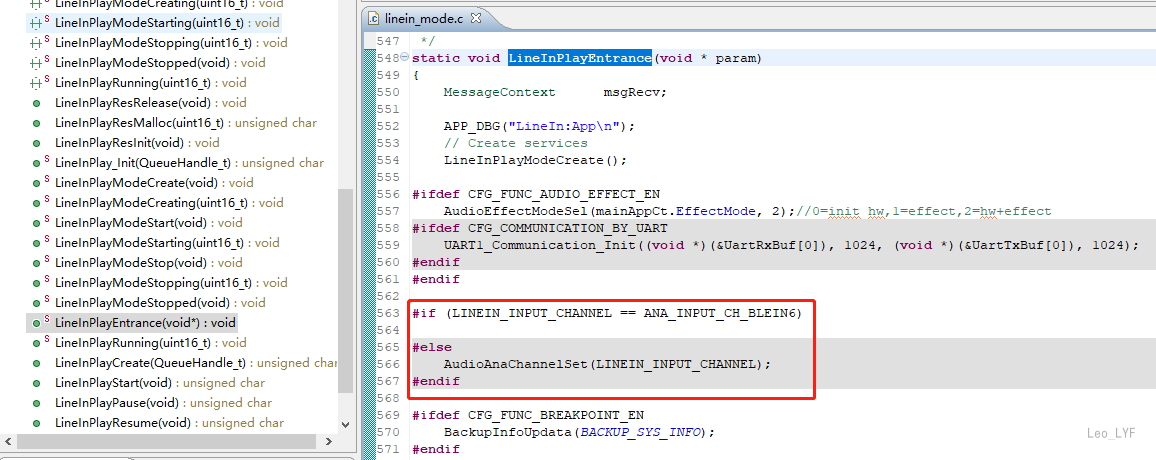 LineInPlayModeCreating(uint16_t) : void
LineInPlayModeStarting(uint16_t) : void
LineInPlayModeStopping(uint16_t) : void
LineInPlayModeStopped(void) : void
LineInPlayRunning(uint16_t) : void
LineInPlayResRelease(void) : void
LineInPlayResMalloc(uint16_t) : unsigned char
LineInPlayResInit(void) : void
LineInPlay_Init(QueueHandle_t) : unsigned char
LineInPlayModeCreate(void) : void
LineInPlayModeCreating(uint16_t) : void
LineInPlayModeStart(void) : void
LineInPlayModeStarting(uint16_t) : void
LineInPlayModeStop(void) : void
LineInPlayModeStopping(uint16_t) : void
LineInPlayModeStopped(void) : void
LineInPlayEntrance(void*) : void
LineInPlayRunning(uint16_t) : void
LineInPlayCreate(QueueHandle_t) : unsigned char
LineInPlayStart(void) : unsigned char
LineInPlayPause(void) : unsigned char
LineInPlayResume(void) : unsigned char
linein_mode.c
547 */
548 static void LineInPlayEntrance(void * param)
549 {
550 MessageContext msgRecv;
551
552 APP_DBG("LineIn:App\n");
553 // Create services
554 LineInPlayModeCreate();
555
556 #ifdef CFG_FUNC_AUDIO_EFFECT_EN
557 AudioEffectModeSel(mainAppCt.EffectMode, 2);//0=init hw,1=effect,2=hw+effect
558 #ifdef CFG_COMMUNICATION_BY_UART
559 UART1_Communication_Init((void *)(&UartRxBuf[0]), 1024, (void *)(&UartTxBuf[0]), 1024);
560 #endif
561 #endif
562
563 #if (LINEIN_INPUT_CHANNEL == ANA_INPUT_CH_BLEIN6)
564
565 #else
566 AudioAnaChannelSet(LINEIN_INPUT_CHANNEL);
567 #endif
568
569 #ifdef CFG_FUNC_BREAKPOINT_EN
570 BackupInfoUpdata(BACKUP_SYS_INFO);
571 #endif
Leo_LYF